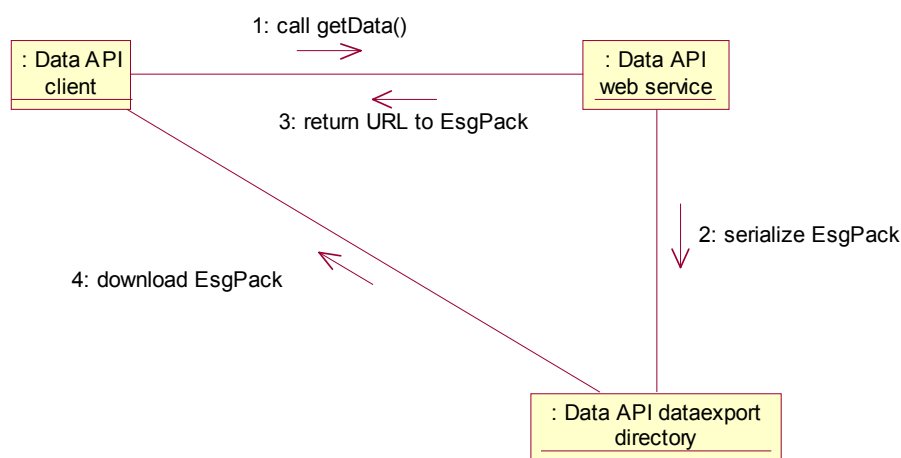 1: call getData()
: Data API
client
: Data API
web service
3: return URL to EsgPack
2: serialize EsgPack
4: download EsgPack
: Data API dataexport
directory